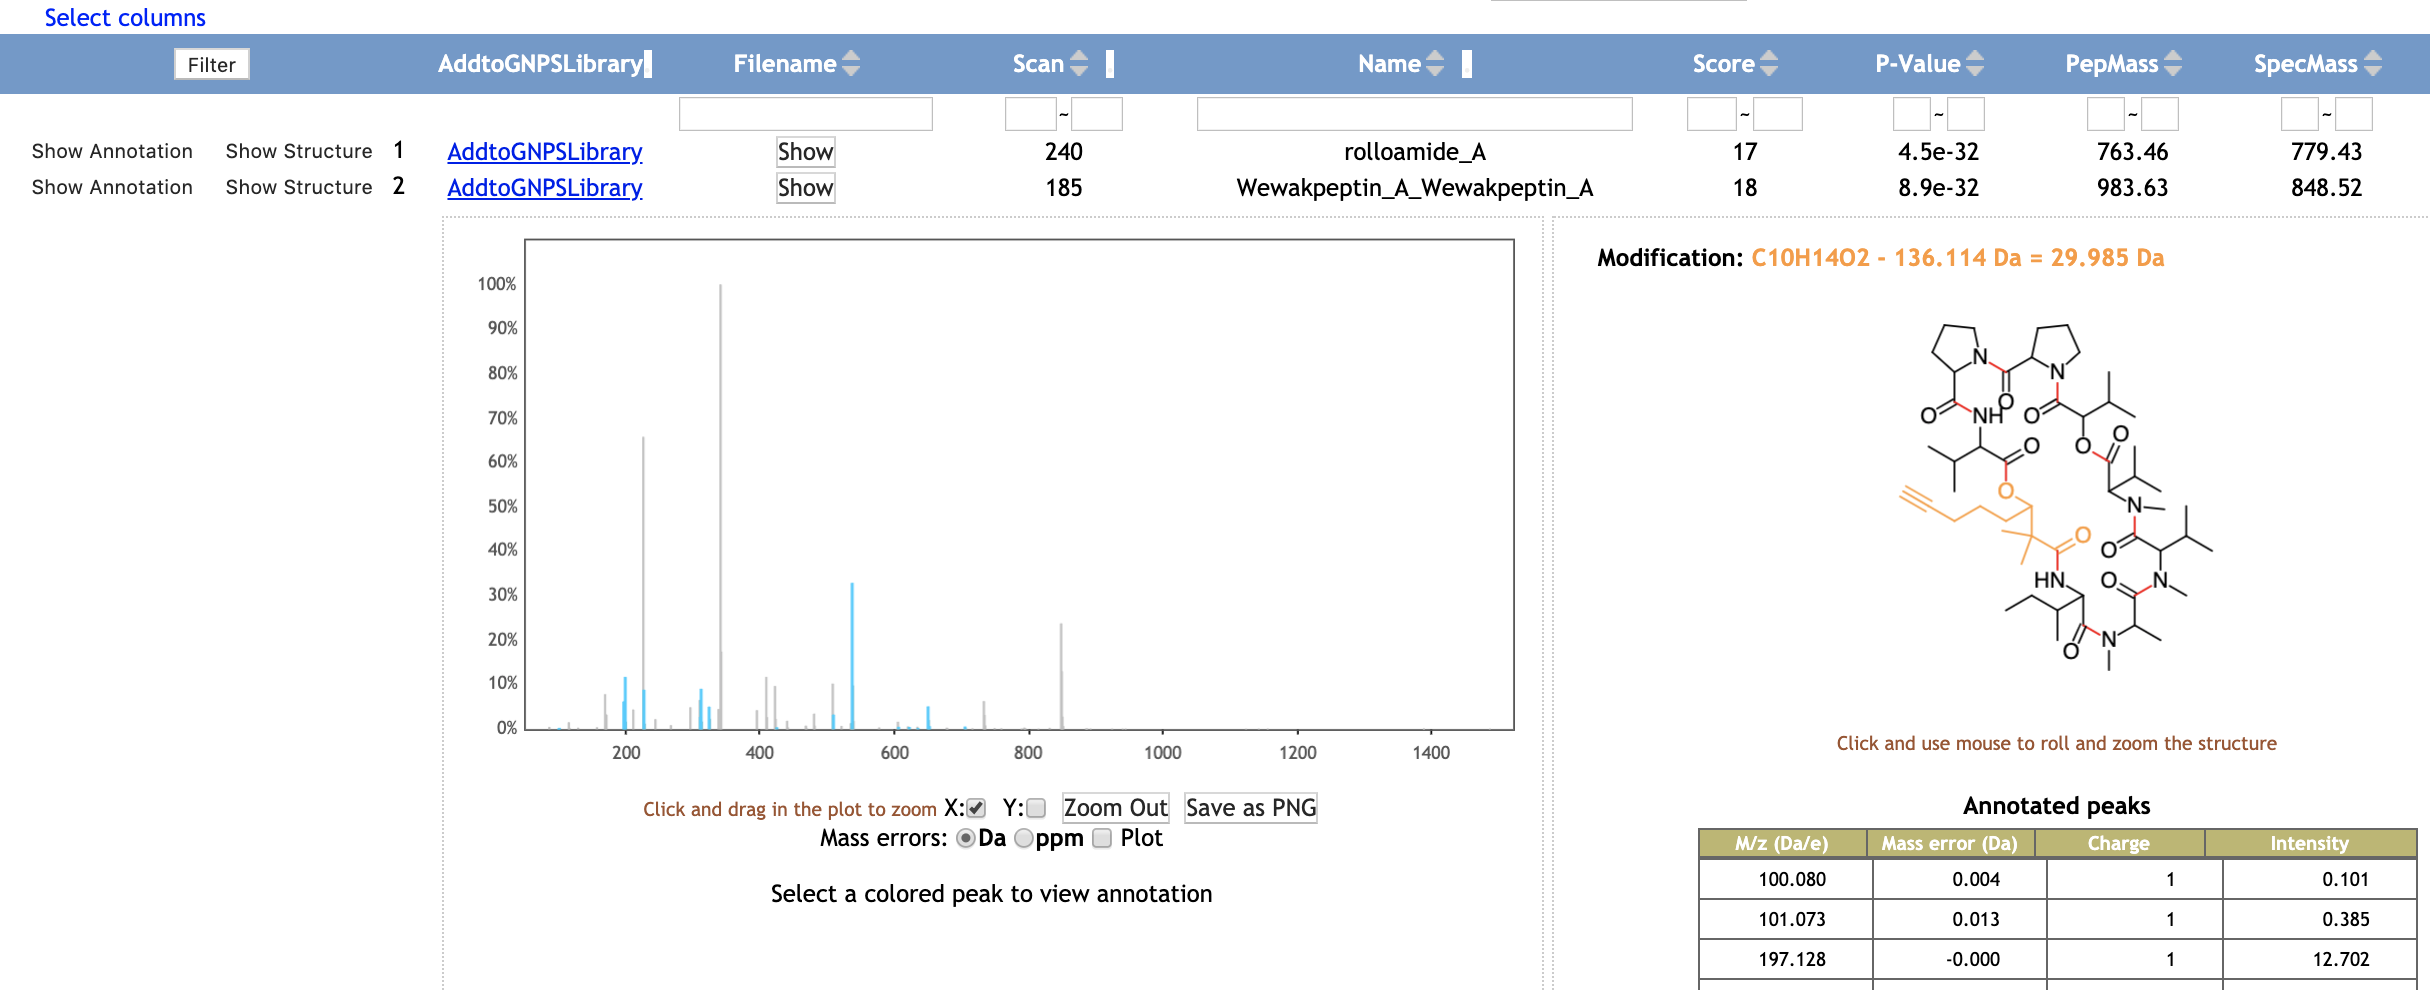 Select columns
Filter AddtoGNPSLibrary Filename Scan Name Score P-Value PepMass SpecMass
~ ~ ~ ~ ~
Show Annotation Show Structure 1 AddtoGNPSLibrary Show 240 rolloamide_A 17 4.5e-32 763.46 779.43
Show Annotation Show Structure 2 AddtoGNPSLibrary Show 185 Wewakpeptin_A_Wewakpeptin_A 18 8.9e-32 983.63 848.52
100%
90%
80%
70%
60%
50%
40%
30%
20%
10%
0%
200 400 600 800 1000 1200 1400
Click and drag in the plot to zoom X: Y: Zoom Out Save as PNG
Mass errors: Da ppm Plot
Select a colored peak to view annotation
Modification: C10H14O2 - 136.114 Da = 29.985 Da
N
O
N
O
NH
O
O
O
O
O
N
O
O
HN
O
N
O
N
Click and use mouse to roll and zoom the structure
Annotated peaks
M/z (Da/e) Mass error (Da) Charge Intensity
100.080 0.004 1 0.101
101.073 0.013 1 0.385
197.128 -0.000 1 12.702